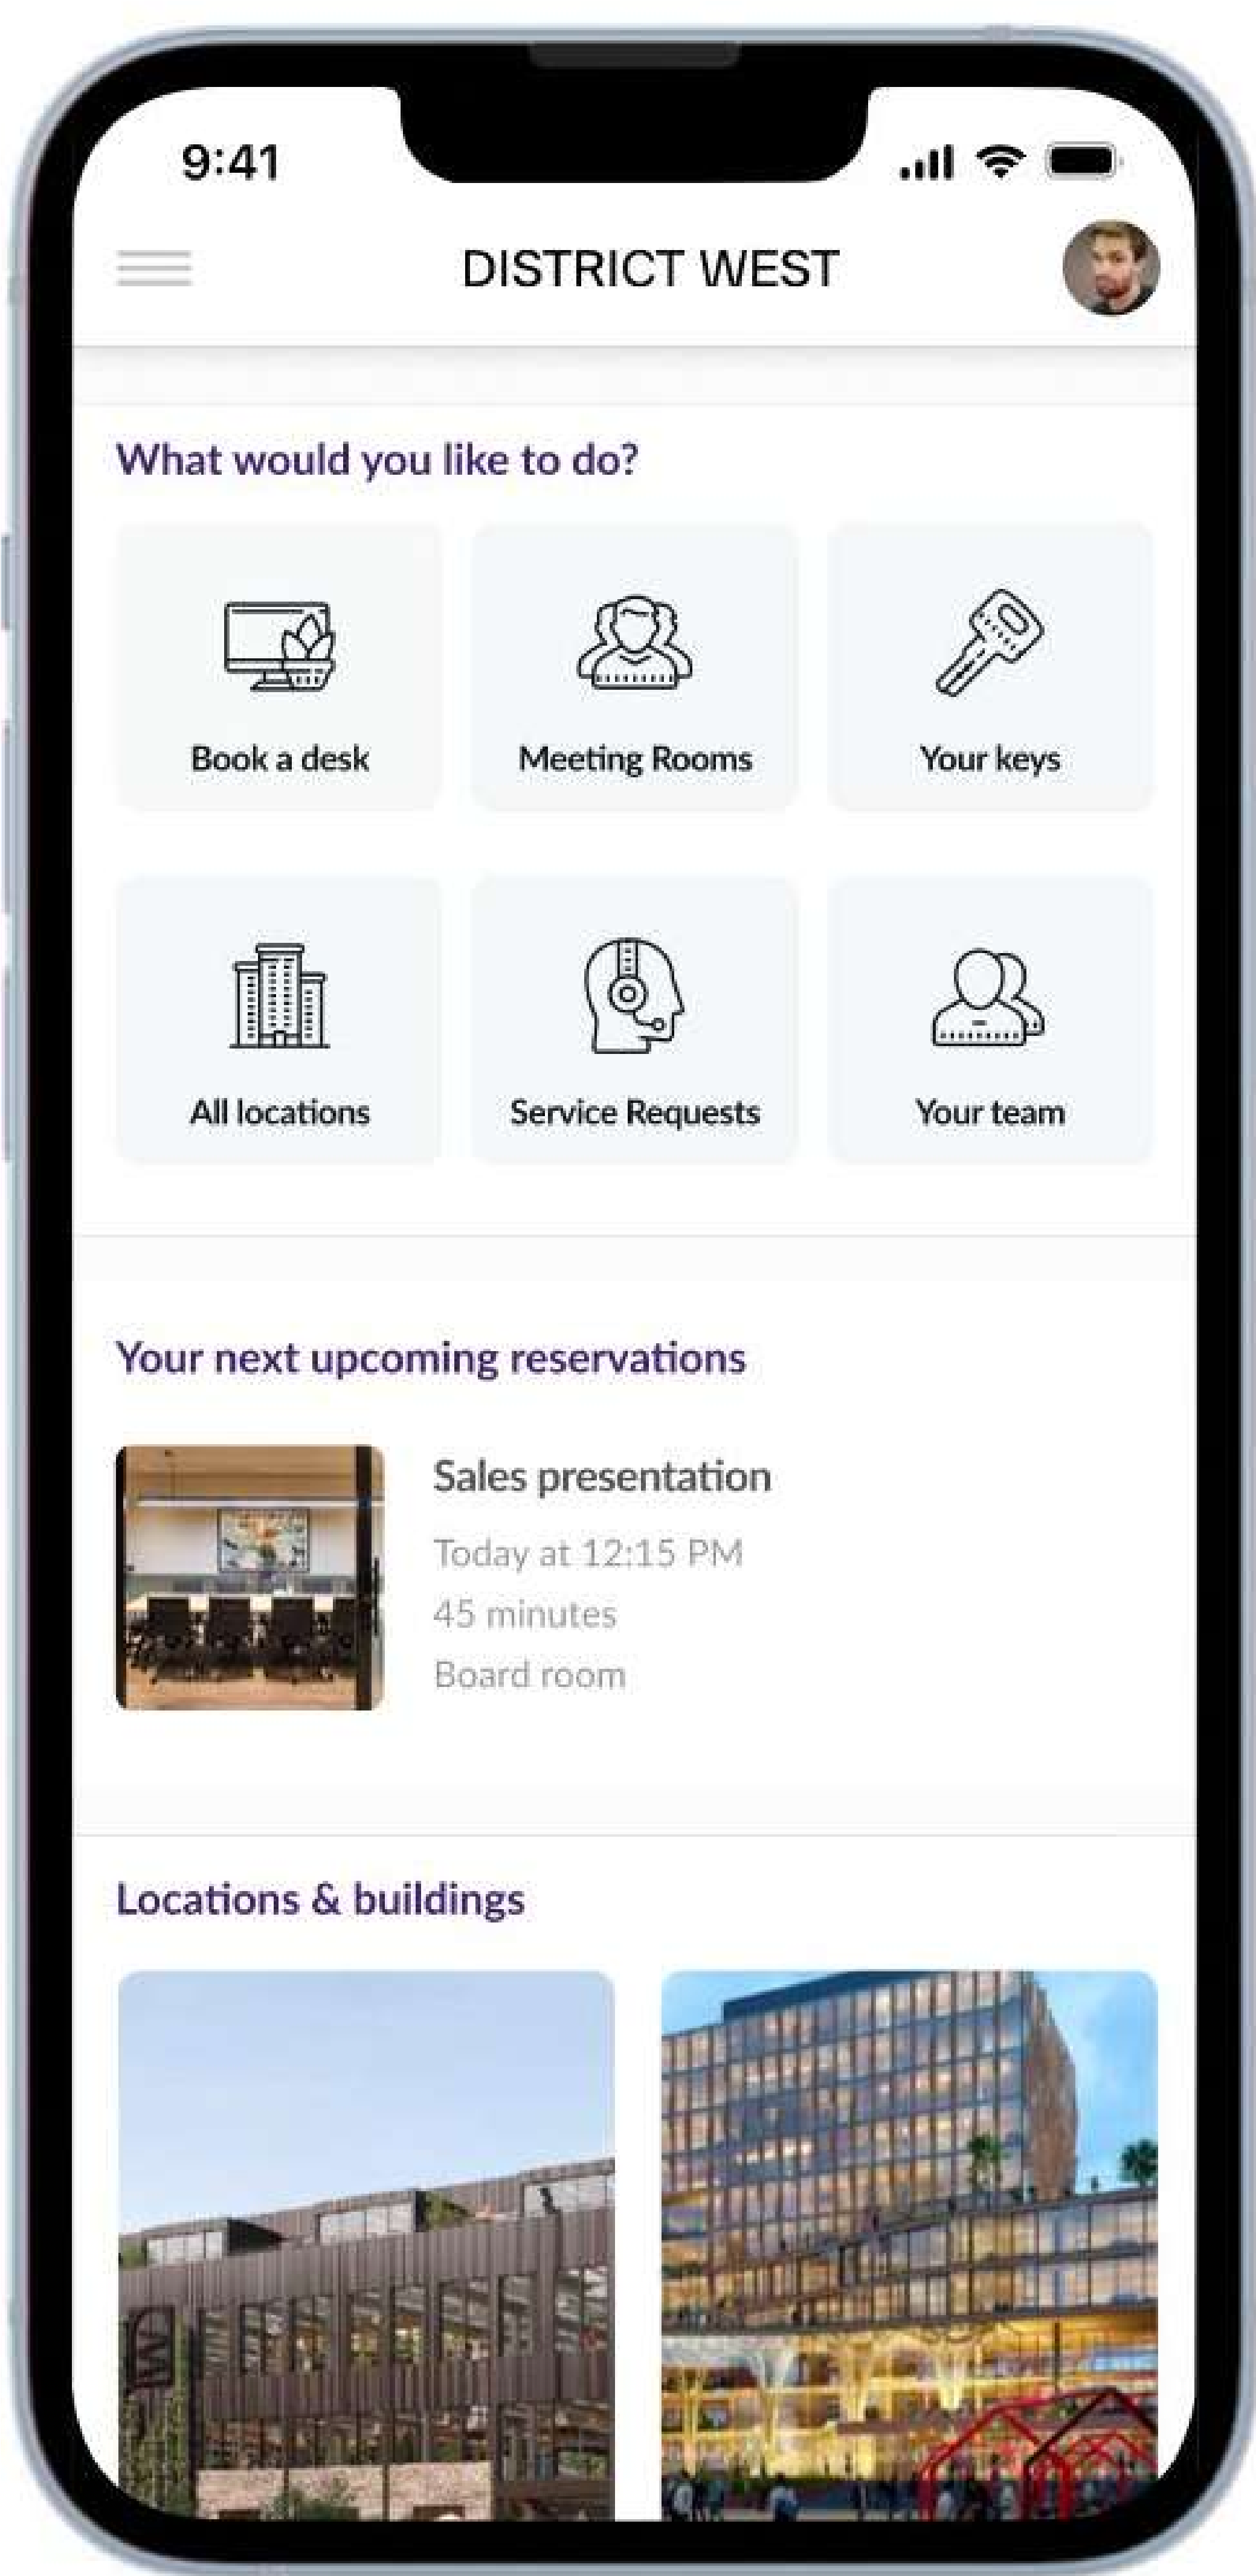 9:41
DISTRICT WEST
What would you like to do?
Book a desk
Meeting Rooms
Your keys
All locations
Service Requests
Your team
Your next upcoming reservations
Sales presentation
Today at 12:15 PM
45 minutes
Board room
Locations & buildings